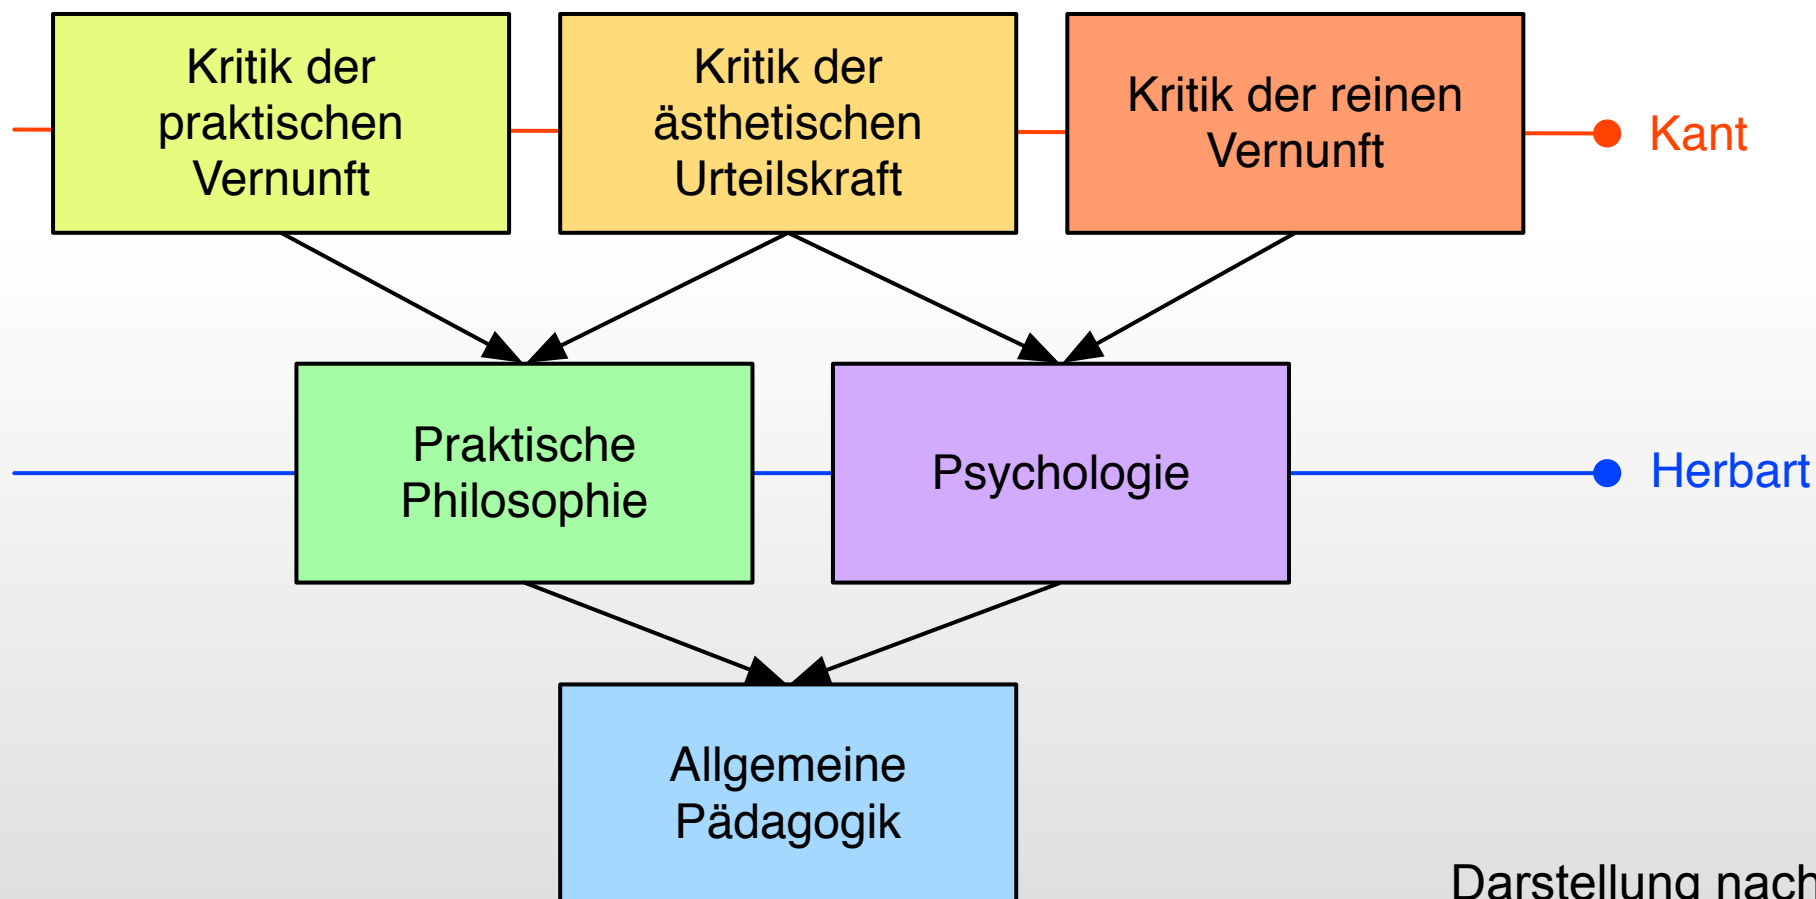 Kritik der
praktischen
Vernunft
Kritik der
ästhetischen
Urteilskraft
Kritik der reinen
Vernunft
Kant
Praktische
Philosophie
Psychologie
Herbart
Allgemeine
Pädagogik
Darstellung nach